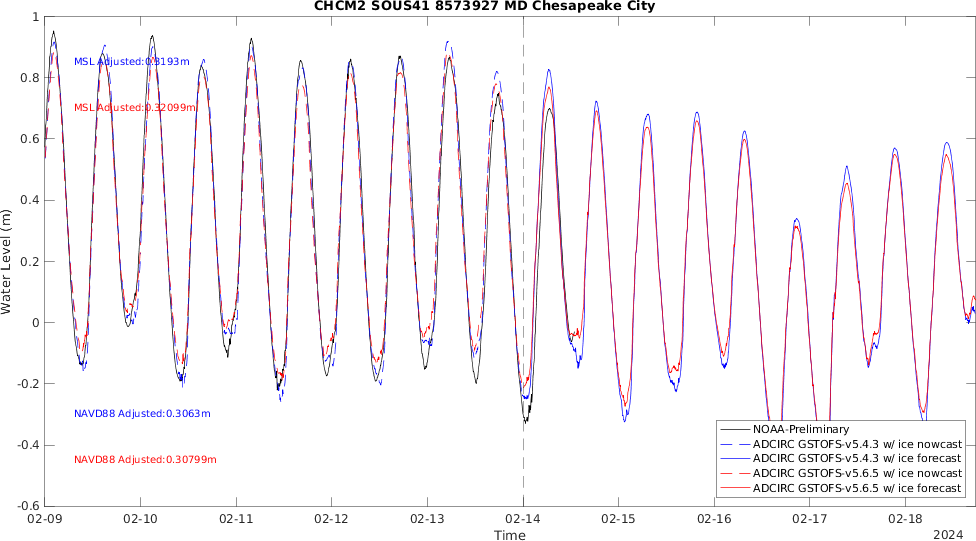 CHCM2 SOUS41 8573927 MD Chesapeake City
1
0.8
0.6
0.4
0.2
0
-0.2
-0.4
-0.6
Water Level (m)
MSL Adjusted:0.3193m
MSL Adjusted:0.32099m
NAVD88 Adjusted:0.3063m
NAVD88 Adjusted:0.30799m
NOAA-Preliminary
ADCIRC GSTOFS-v5.4.3 w/ ice nowcast
ADCIRC GSTOFS-v5.4.3 w/ ice forecast
ADCIRC GSTOFS-v5.6.5 w/ ice nowcast
ADCIRC GSTOFS-v5.6.5 w/ ice forecast
02-09 02-10 02-11 02-12 02-13 02-14 02-15 02-16 02-17 02-18
Time
2024